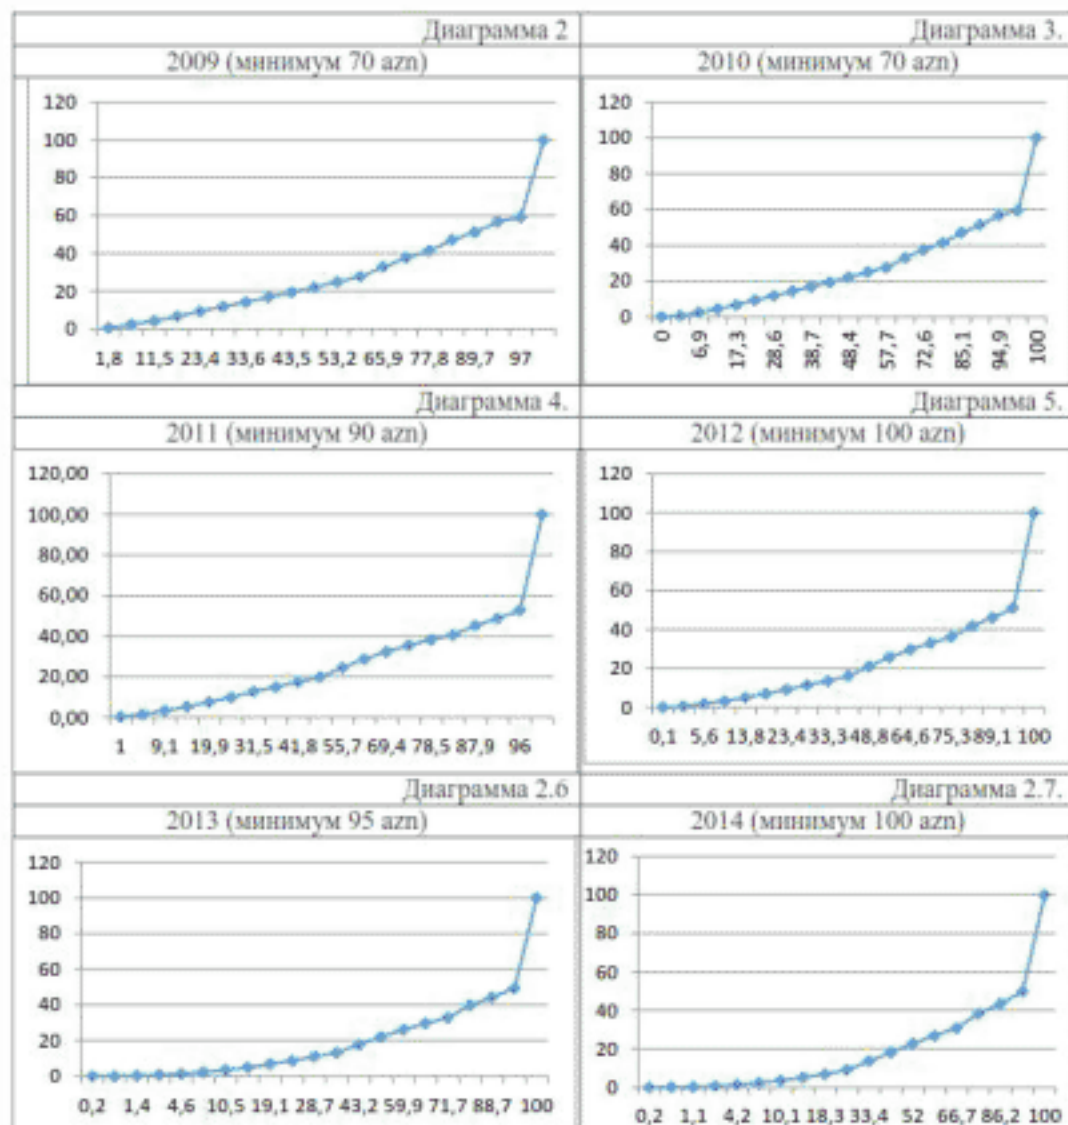 Диаграмма 2
2009 (минимум 70 azn)
120
100
80
60
40
20
0
1,8 11,5 23,4 33,6 43,5 53,2 65,9 77,8 89,7 97
Диаграмма 3.
2010 (минимум 70 azn)
120
100
80
60
40
20
0
0 6,9 17,3 28,6 38,7 48,4 57,7 72,6 85,1 94,9 100
Диаграмма 4.
2011 (минимум 90 azn)
120,00
100,00
80,00
60,00
40,00
20,00
0,00
1 9,1 19,9 31,5 41,8 55,7 69,4 78,5 87,9 96
Диаграмма 5.
2012 (минимум 100 azn)
120
100
80
60
40
20
0
0,1 5,6 13,8 23,4 33,3 48,8 64,6 75,3 89,1 100
Диаграмма 2.6
2013 (минимум 95 azn)
120
100
80
60
40
20
0
0,2 1,4 4,6 10,5 19,1 28,7 43,2 59,9 71,7 88,7 100
Диаграмма 2.7.
2014 (минимум 100 azn)
120
100
80
60
40
20
0
0,2 1,1 4,2 10,1 18,3 33,4 52 66,7 86,2 100